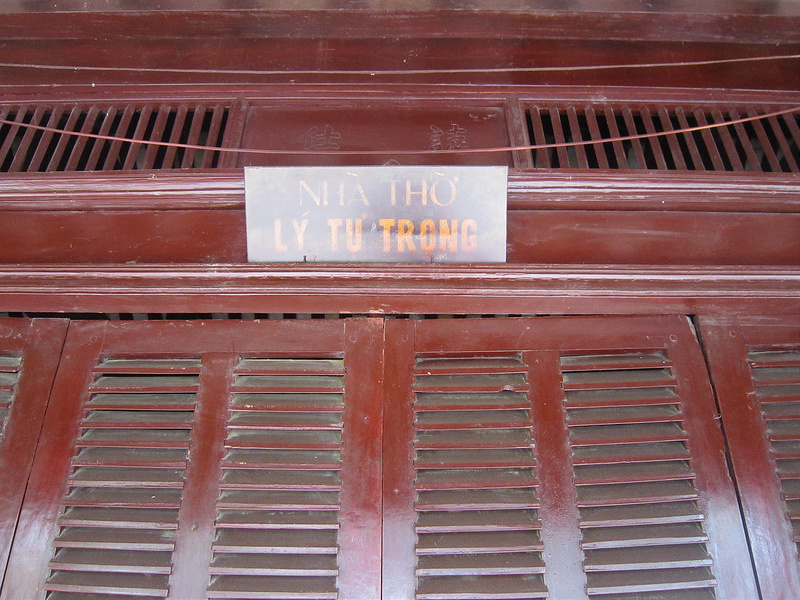 NHÀ THỜ
LÝ TỰ TRỌNG